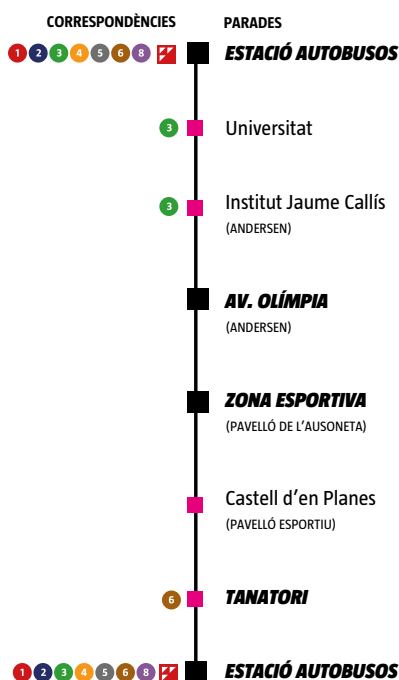 CORRESPONDÈNCIES PARADES
1 2 3 4 5 6 8 ESTACIÓ AUTOBUSOS
3 Universitat
3 Institut Jaume Callís
(ANDERSEN)
AV. OLÍMPIA
(ANDERSEN)
ZONA ESPORTIVA
(PAVELLÓ DE L'AUSONETA)
Castell d'en Planes
(PAVELLÓ ESPORTIU)
6 TANATORI
1 2 3 4 5 6 8 ESTACIÓ AUTOBUSOS